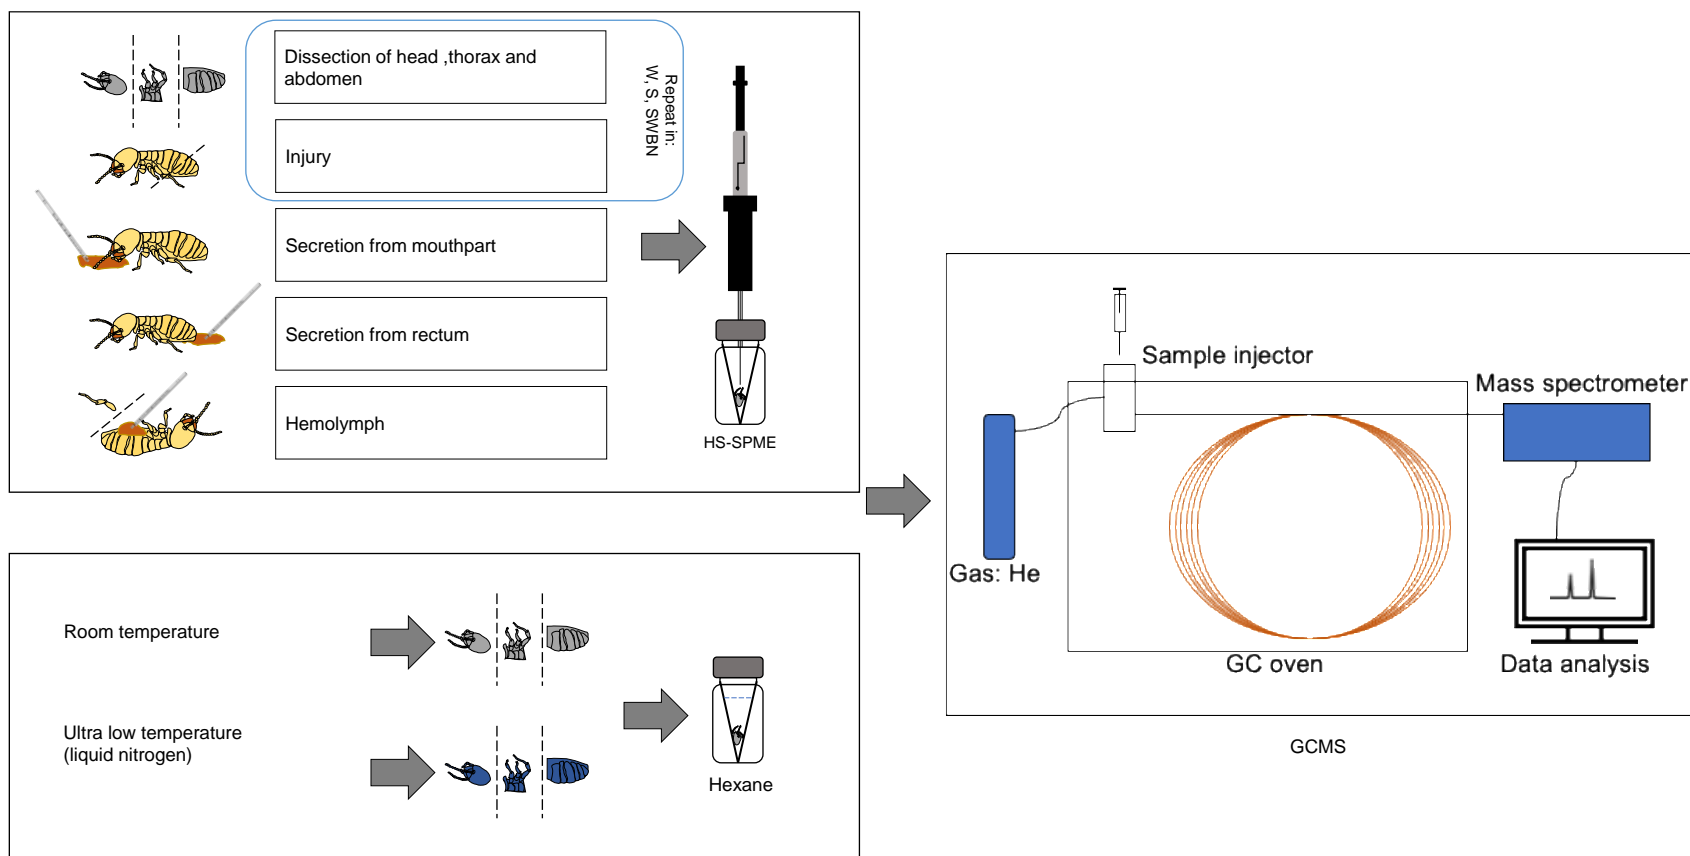 Dissection of head ,thorax and
abdomen
Injury
Repeat in:
W, S, SWBN
Secretion from mouthpart
Secretion from rectum
Hemolymph
HS-SPME
Room temperature
Ultra low temperature
(liquid nitrogen)
Hexane
Sample injector
Mass spectrometer
Gas: He
GC oven
Data analysis
GCMS